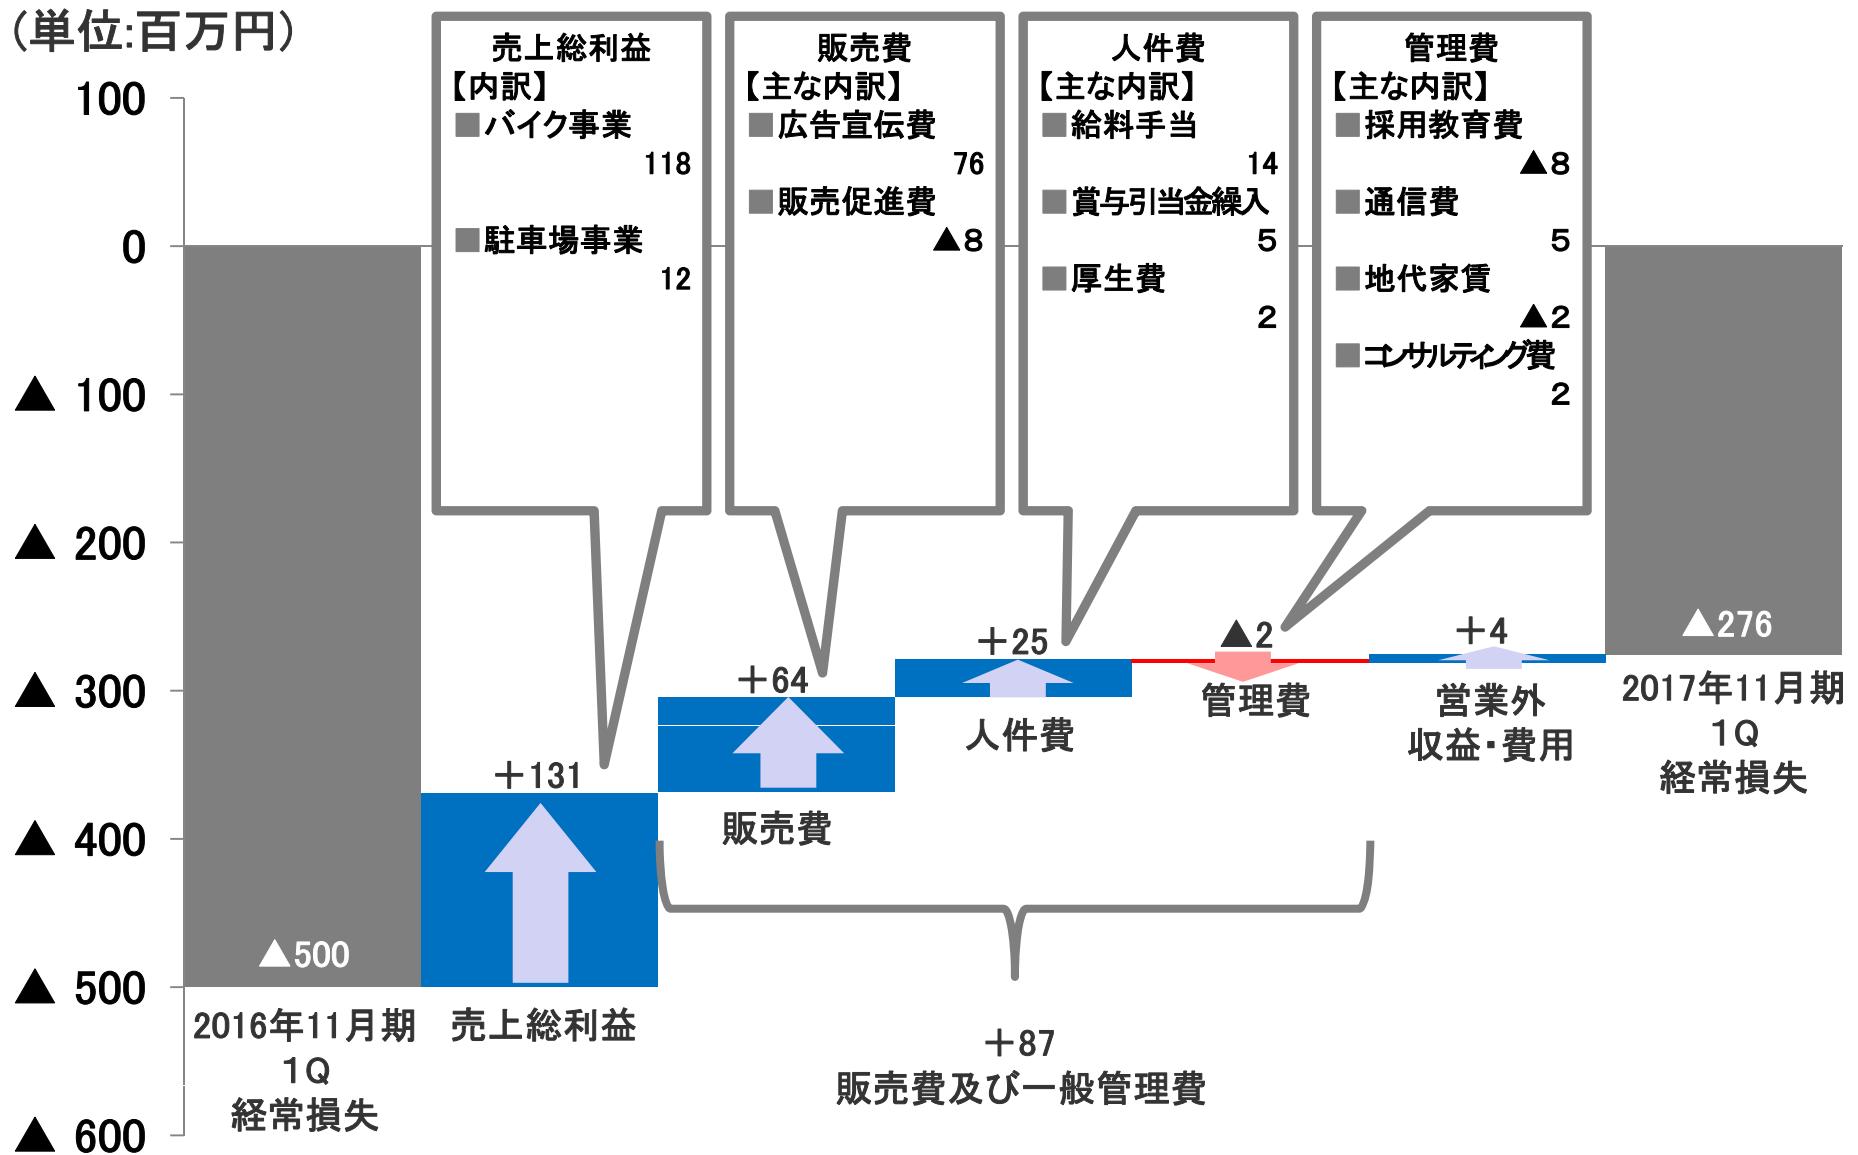 （単位:百万円）
100
0
▲ 100
▲ 200
▲ 300
▲ 400
▲ 500
▲ 600
売上総利益
【内訳】
■バイク事業
118
■駐車場事業
12
販売費
【主な内訳】
■広告宣伝費
76
■販売促進費
▲8
人件費
【主な内訳】
■給料手当
14
■賞与引当金繰入
5
■厚生費
2
管理費
【主な内訳】
■採用教育費
▲8
■通信費
5
■地代家賃
▲2
■コンサルティング費
2
▲500
2016年11月期
1Q
経常損失
＋131
売上総利益
＋64
販売費
＋25
人件費
▲2
管理費
＋4
営業外
収益・費用
▲276
2017年11月期
1Q
経常損失
＋87
販売費及び一般管理費